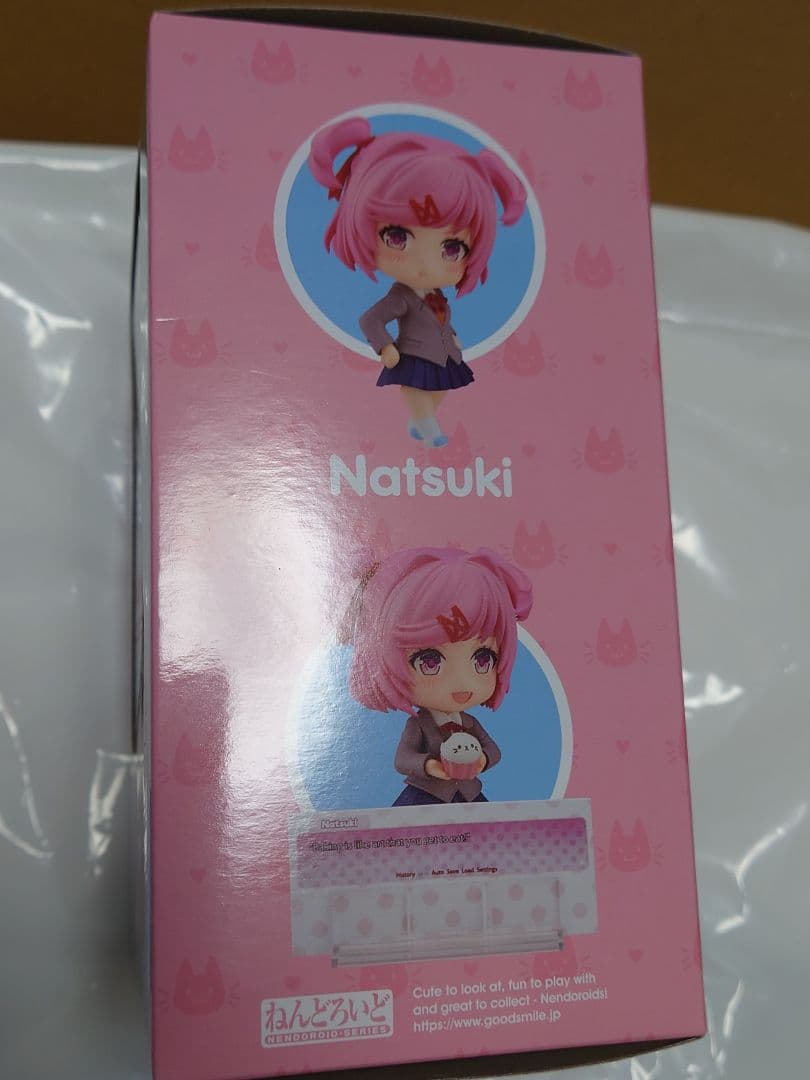 Natsuki
Natsuki
"Baking is like art that you get to eat!"
History Auto Save Load Settings
ねんどろいど
NENDOROID·SERIES
Cute to look at, fun to play with
and great to collect - Nendoroids!
https://www.goodsmile.jp